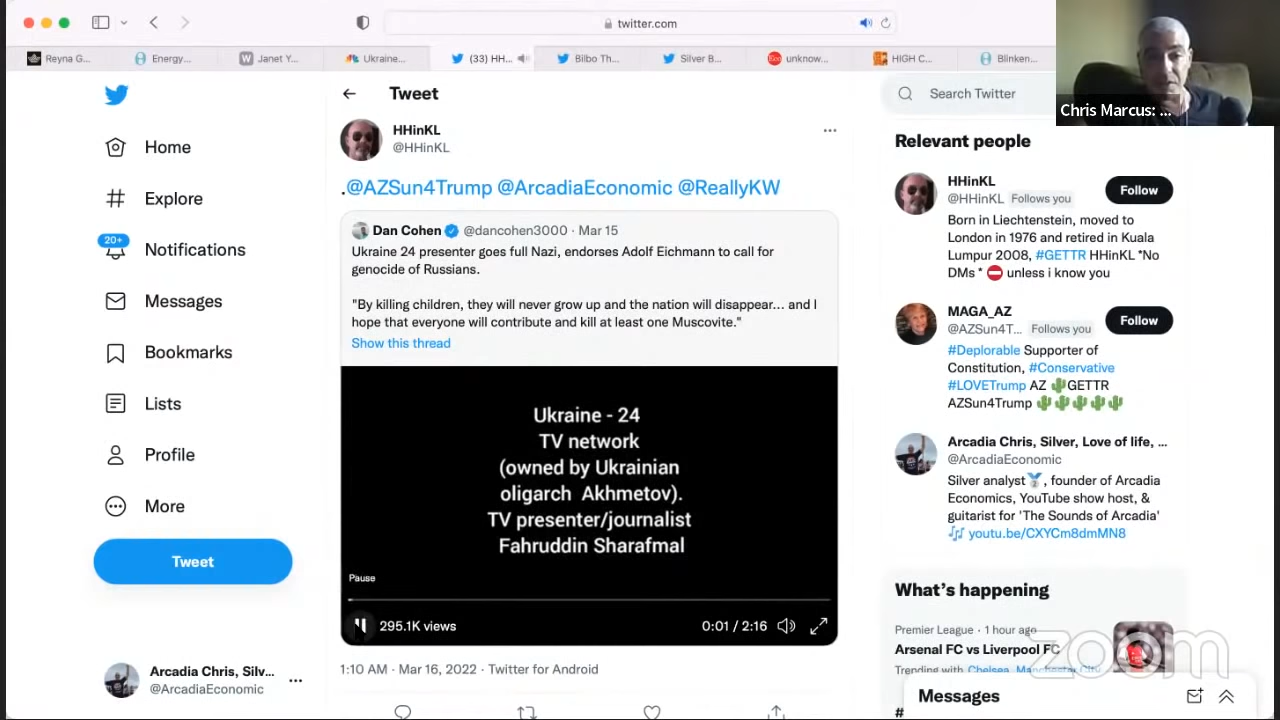 twitter.com
Reyna G...
Energy...
Janet Y...
Ukraine...
(33) HH...
Bilbo Th...
Silver B...
unknow...
HIGH C...
Blinken...
Chris Marcus: ...
Home
Explore
20+
Notifications
Messages
Bookmarks
Lists
Profile
More
Tweet
Arcadia Chris, Silv...
@ArcadiaEconomic
Tweet
HHinKL
@HHinKL
.@AZSun4Trump @ArcadiaEconomic @ReallyKW
Dan Cohen @dancohen3000 · Mar 15
Ukraine 24 presenter goes full Nazi, endorses Adolf Eichmann to call for
genocide of Russians.
"By killing children, they will never grow up and the nation will disappear... and I
hope that everyone will contribute and kill at least one Muscovite."
Show this thread
Ukraine - 24
TV network
(owned by Ukrainian
oligarch Akhmetov).
TV presenter/journalist
Fahruddin Sharafmal
Pause
295.1K views
0:01 / 2:16
1:10 AM · Mar 16, 2022 · Twitter for Android
Search Twitter
Relevant people
HHinKL
@HHinKL Follows you
Follow
Born in Liechtenstein, moved to
London in 1976 and retired in Kuala
Lumpur 2008, #GETTR HHinKL *No
DMs * ⛔ unless i know you
MAGA_AZ
@AZSun4T... Follows you
Follow
#Deplorable Supporter of
Constitution, #Conservative
#LOVETrump AZ 🌵GETTR
AZSun4Trump 🌵🌵🌵🌵🌵
Arcadia Chris, Silver, Love of life, ...
@ArcadiaEconomic
Silver analyst🥈, founder of Arcadia
Economics, YouTube show host, &
guitarist for 'The Sounds of Arcadia'
🎶 youtu.be/CXYCm8dmMN8
What's happening
Premier League · 1 hour ago
Arsenal FC vs Liverpool FC
Trending with Chelsea, Manchester City
zoom
Messages
#